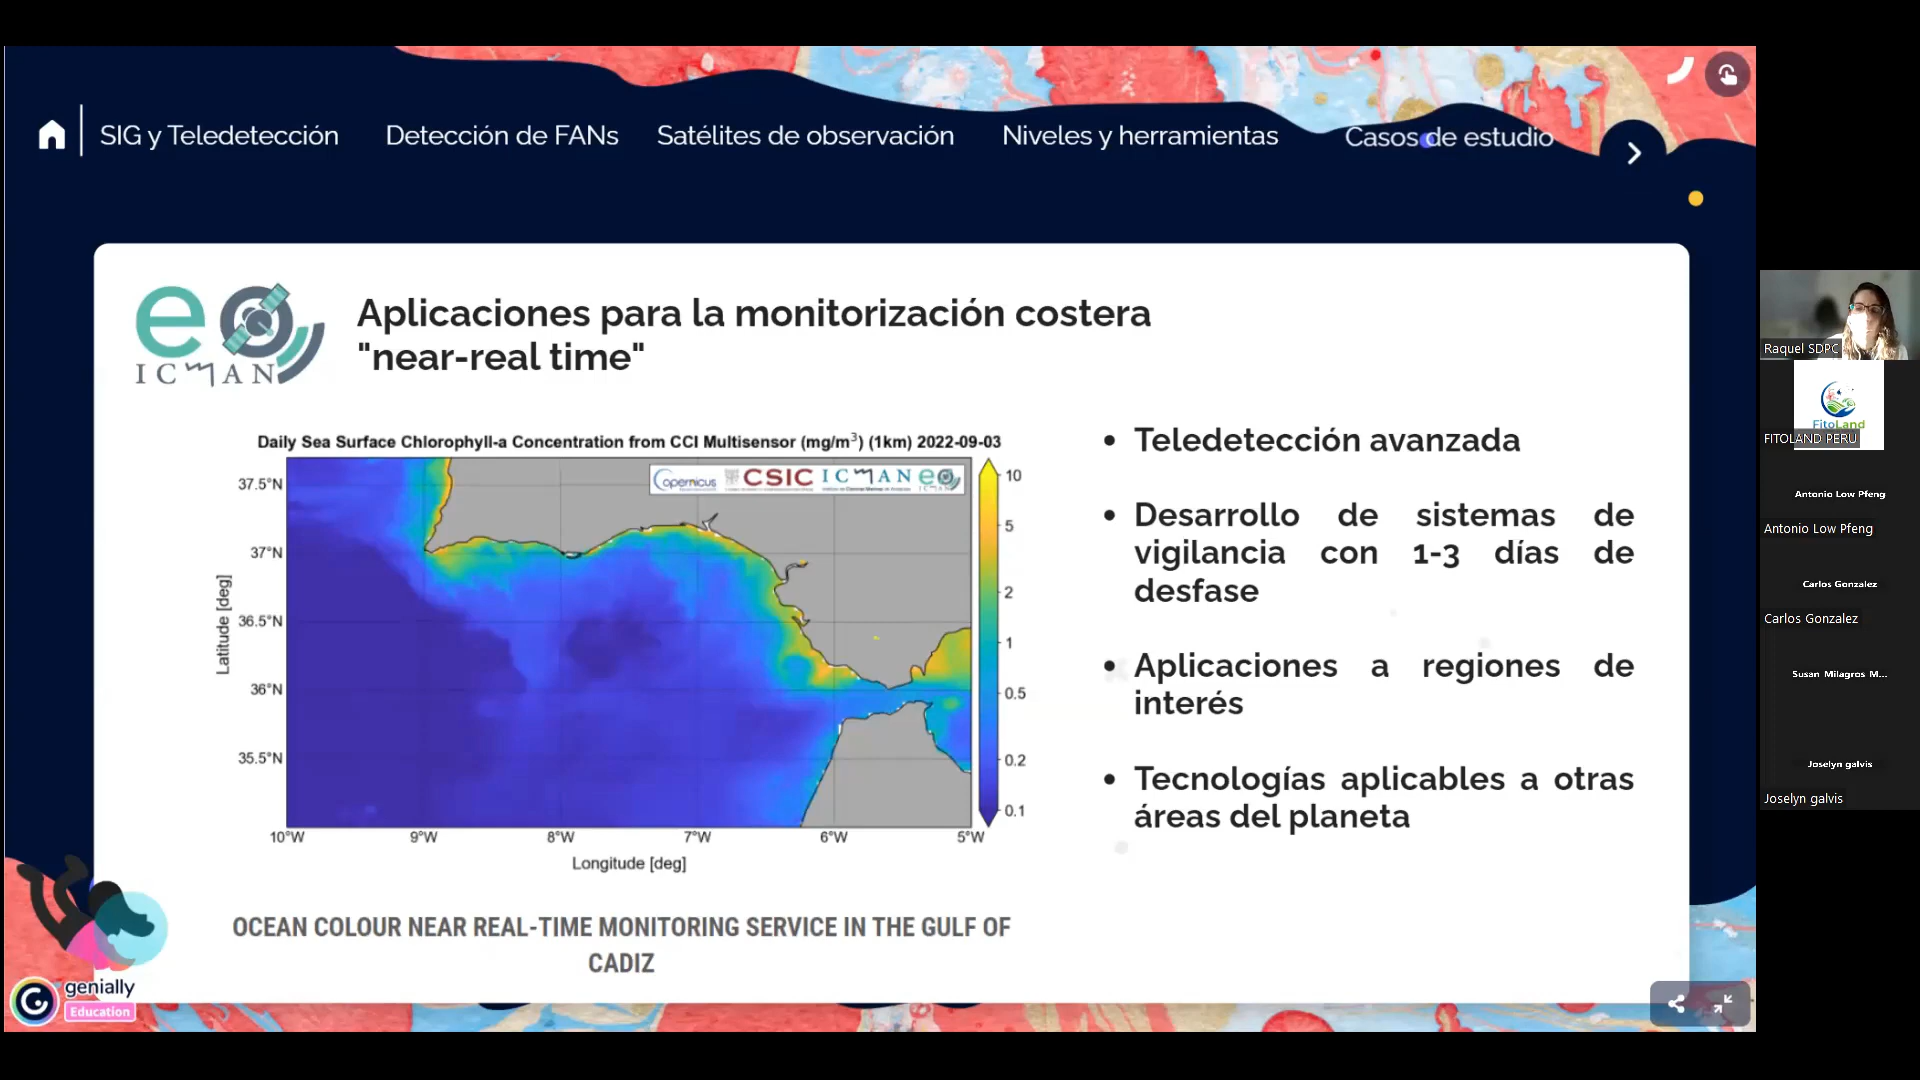 SIG y Teledetección
Detección de FANs
Satélites de observación
Niveles y herramientas
Casos de estudio
eo
ICMAN
Aplicaciones para la monitorización costera
"near-real time"
Daily Sea Surface Chlorophyll-a Concentration from CCI Multisensor (mg/m³) (1km) 2022-09-03
opernicus
CSIC
ICMAN
eo
ICMAN
37.5°N
37°N
36.5°N
36°N
35.5°N
Latitude [deg]
10°W
9°W
8°W
7°W
6°W
5°W
Longitude [deg]
10
5
2
1
0.5
0.2
0.1
OCEAN COLOUR NEAR REAL-TIME MONITORING SERVICE IN THE GULF OF
CADIZ
• Teledetección avanzada
• Desarrollo de sistemas de
vigilancia con 1-3 días de
desfase
• Aplicaciones a regiones de
interés
• Tecnologías aplicables a otras
áreas del planeta
genially
Education
Raquel SDPC
FitoLand
FITOLAND PERU
Antonio Low Pfeng
Antonio Low Pfeng
Carlos Gonzalez
Carlos Gonzalez
Susan Milagros M...
Joselyn galvis
Joselyn galvis